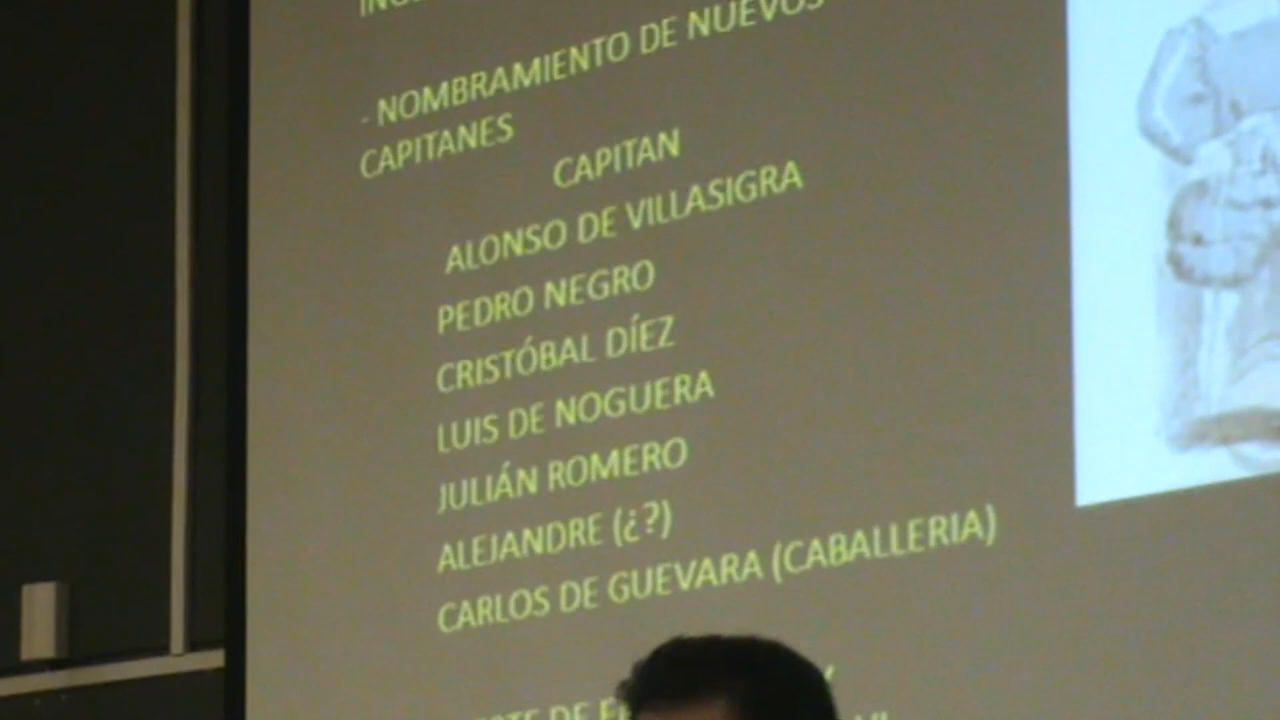 - NOMBRAMIENTO DE NUEVOS
CAPITANES
CAPITAN
ALONSO DE VILLASIGRA
PEDRO NEGRO
CRISTÓBAL DÍEZ
LUIS DE NOGUERA
JULIÁN ROMERO
ALEJANDRE (¿?)
CARLOS DE GUEVARA (CABALLERIA)
DE